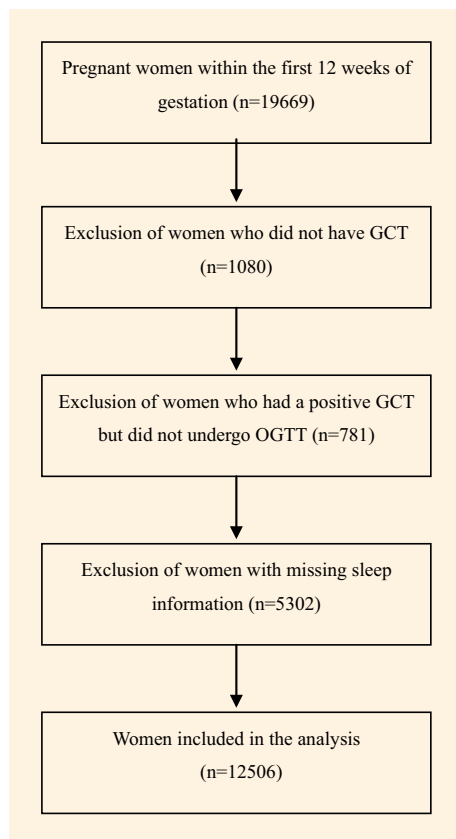 Pregnant women within the first 12 weeks of
gestation (n=19669)
Exclusion of women who did not have GCT
(n=1080)
Exclusion of women who had a positive GCT
but did not undergo OGTT (n=781)
Exclusion of women with missing sleep
information (n=5302)
Women included in the analysis
(n=12506)